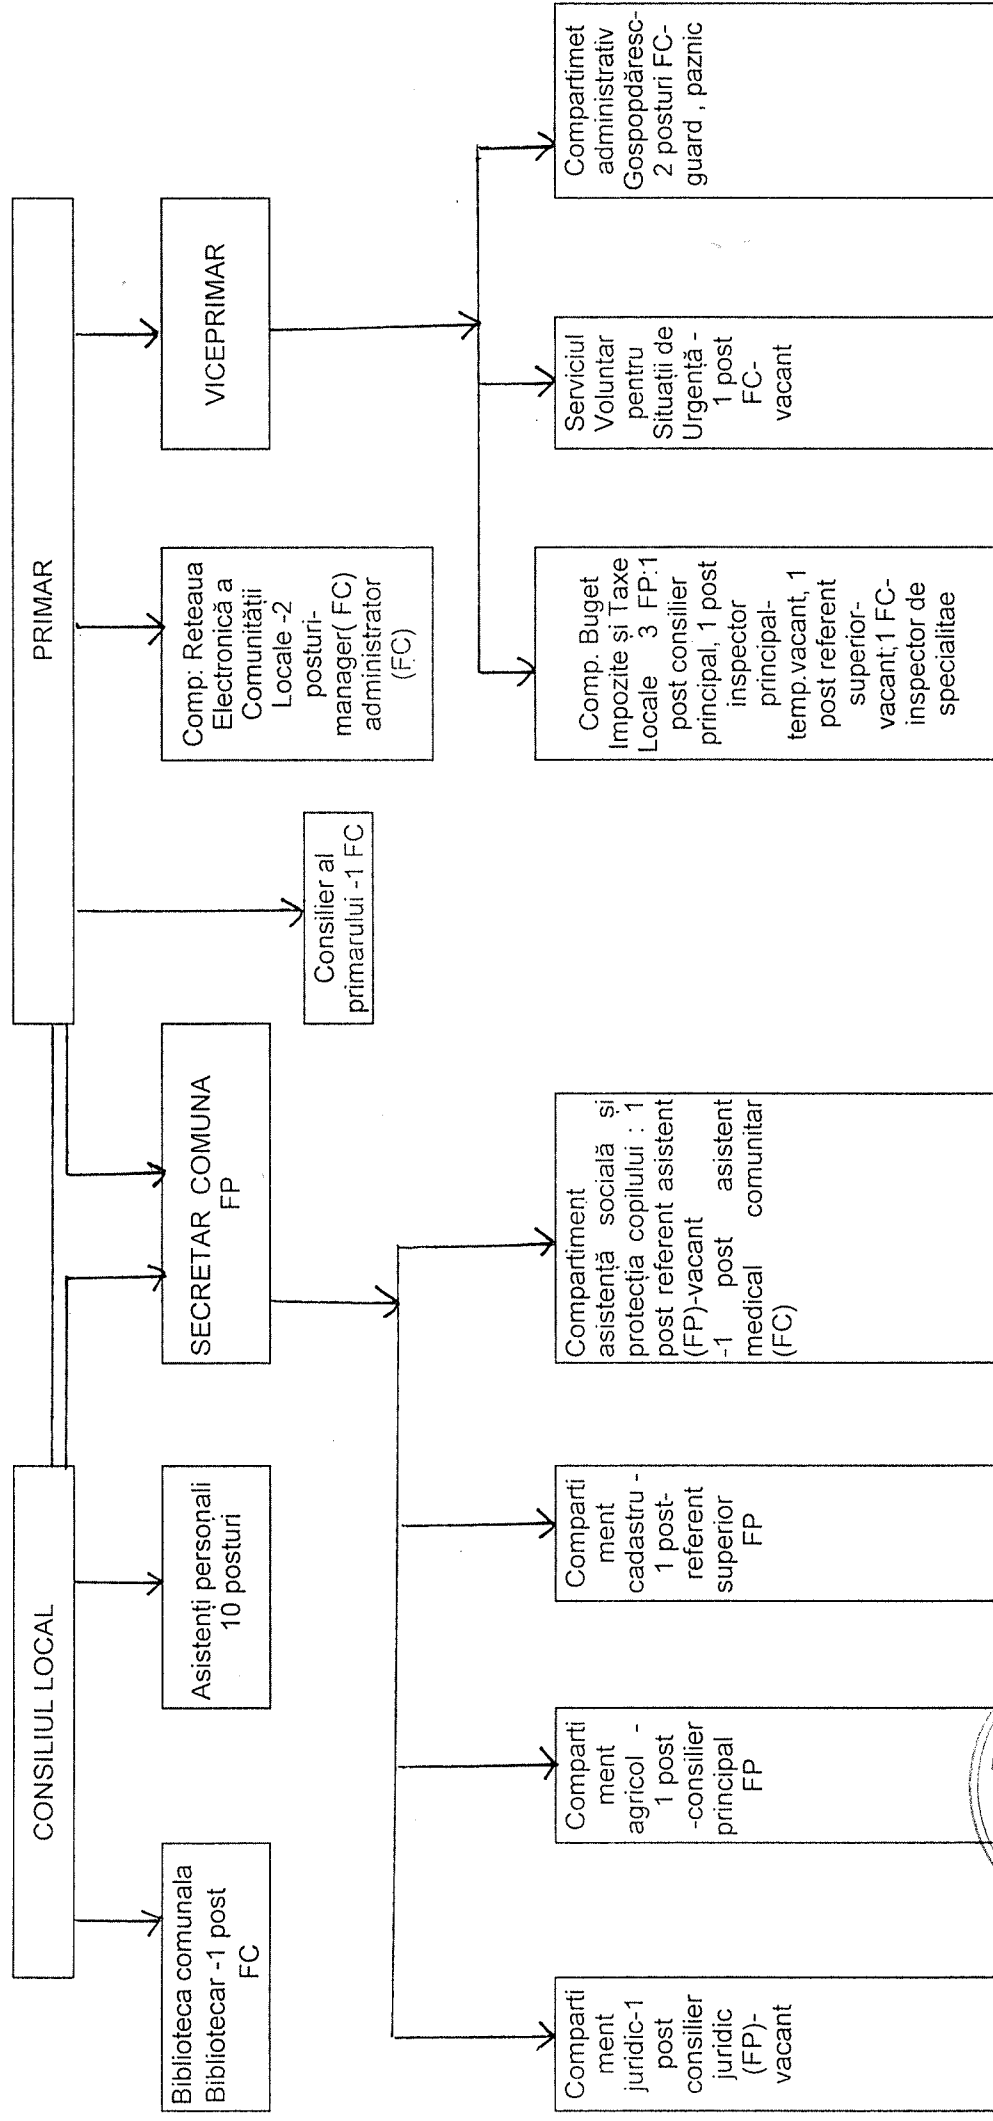 CONSILIUL LOCAL
PRIMAR
Biblioteca comunala
Bibliotecar -1 post
FC
Asistenți personali
10 posturi
SECRETAR COMUNA
FP
Consilier al
primarului -1 FC
Comp: Reteaua
Electronică a
Comunității
Locale -2
posturi-
manager( FC)
administrator
(FC)
VICEPRIMAR
Comparti
ment
juridic-1
post
consilier
juridic
(FP)-
vacant
Comparti
ment
agricol -
1 post
-consilier
principal
FP
Comparti
ment
cadastru -
1 post-
referent
superior
FP
Compartiment
asistență socială și
protecția copilului : 1
post referent asistent
(FP)-vacant
-1 post asistent
medical comunitar
(FC)
Comp. Buget
Impozite și Taxe
Locale 3 FP:1
post consilier
principal, 1 post
inspector
principal-
temp.vacant, 1
post referent
superior-
vacant;1 FC-
inspector de
specialitae
Serviciul
Voluntar
pentru
Situații de
Urgență -
1 post
FC-
vacant
Compartimet
administrativ
Gospopdăresc-
2 posturi FC-
guard , paznic